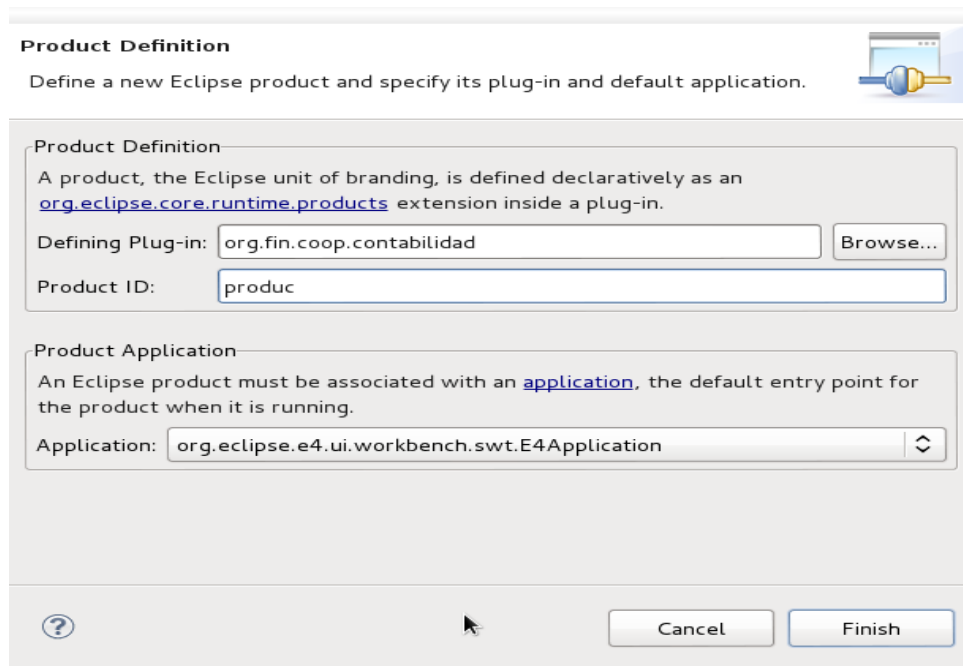 Product Definition
Define a new Eclipse product and specify its plug-in and default application.
Product Definition
A product, the Eclipse unit of branding, is defined declaratively as an
org.eclipse.core.runtime.products extension inside a plug-in.
Defining Plug-in: org.fin.coop.contabilidad Browse...
Product ID: produc
Product Application
An Eclipse product must be associated with an application, the default entry point for
the product when it is running.
Application: org.eclipse.e4.ui.workbench.swt.E4Application
? Cancel Finish